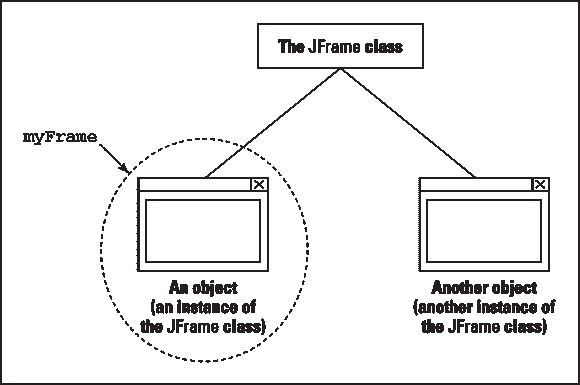 The JFrame class
myFrame
An object
(an instance of
the JFrame class)
Another object
(another instance of
the JFrame class)